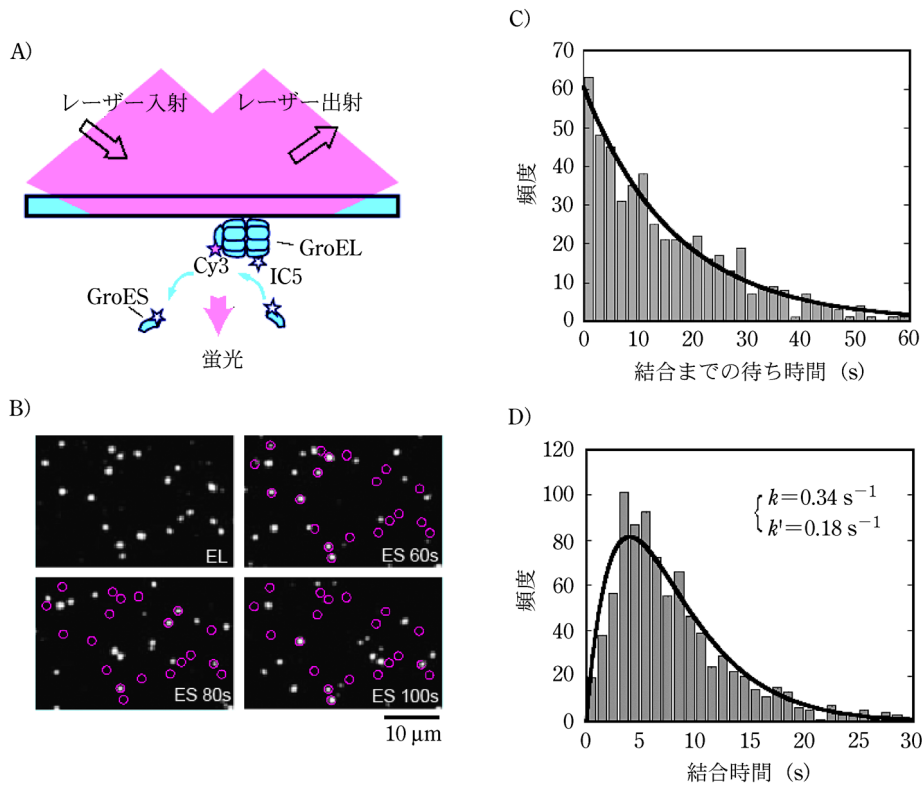 A)
レーザー入射
レーザー出射
GroEL
Cy3
IC5
GroES
蛍光
B)
EL
ES 60s
ES 80s
ES 100s
10 μm
C)
70
60
50
40
30
20
10
0
頻度
0 10 20 30 40 50 60
結合までの待ち時間 (s)
D)
120
100
80
60
40
20
0
頻度
k=0.34 s⁻¹
k'=0.18 s⁻¹
0 5 10 15 20 25 30
結合時間 (s)